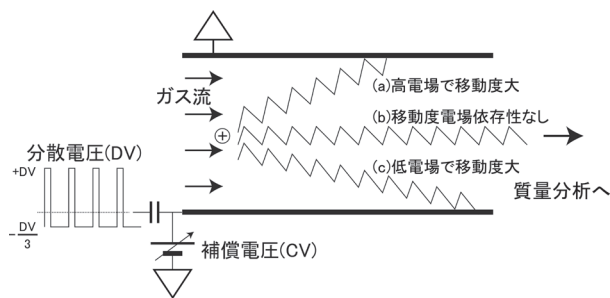 (a)高電場で移動度大
ガス流
(b)移動度電場依存性なし
分散電圧(DV)
(c)低電場で移動度大
+DV
質量分析へ
− DV
3
補償電圧(CV)